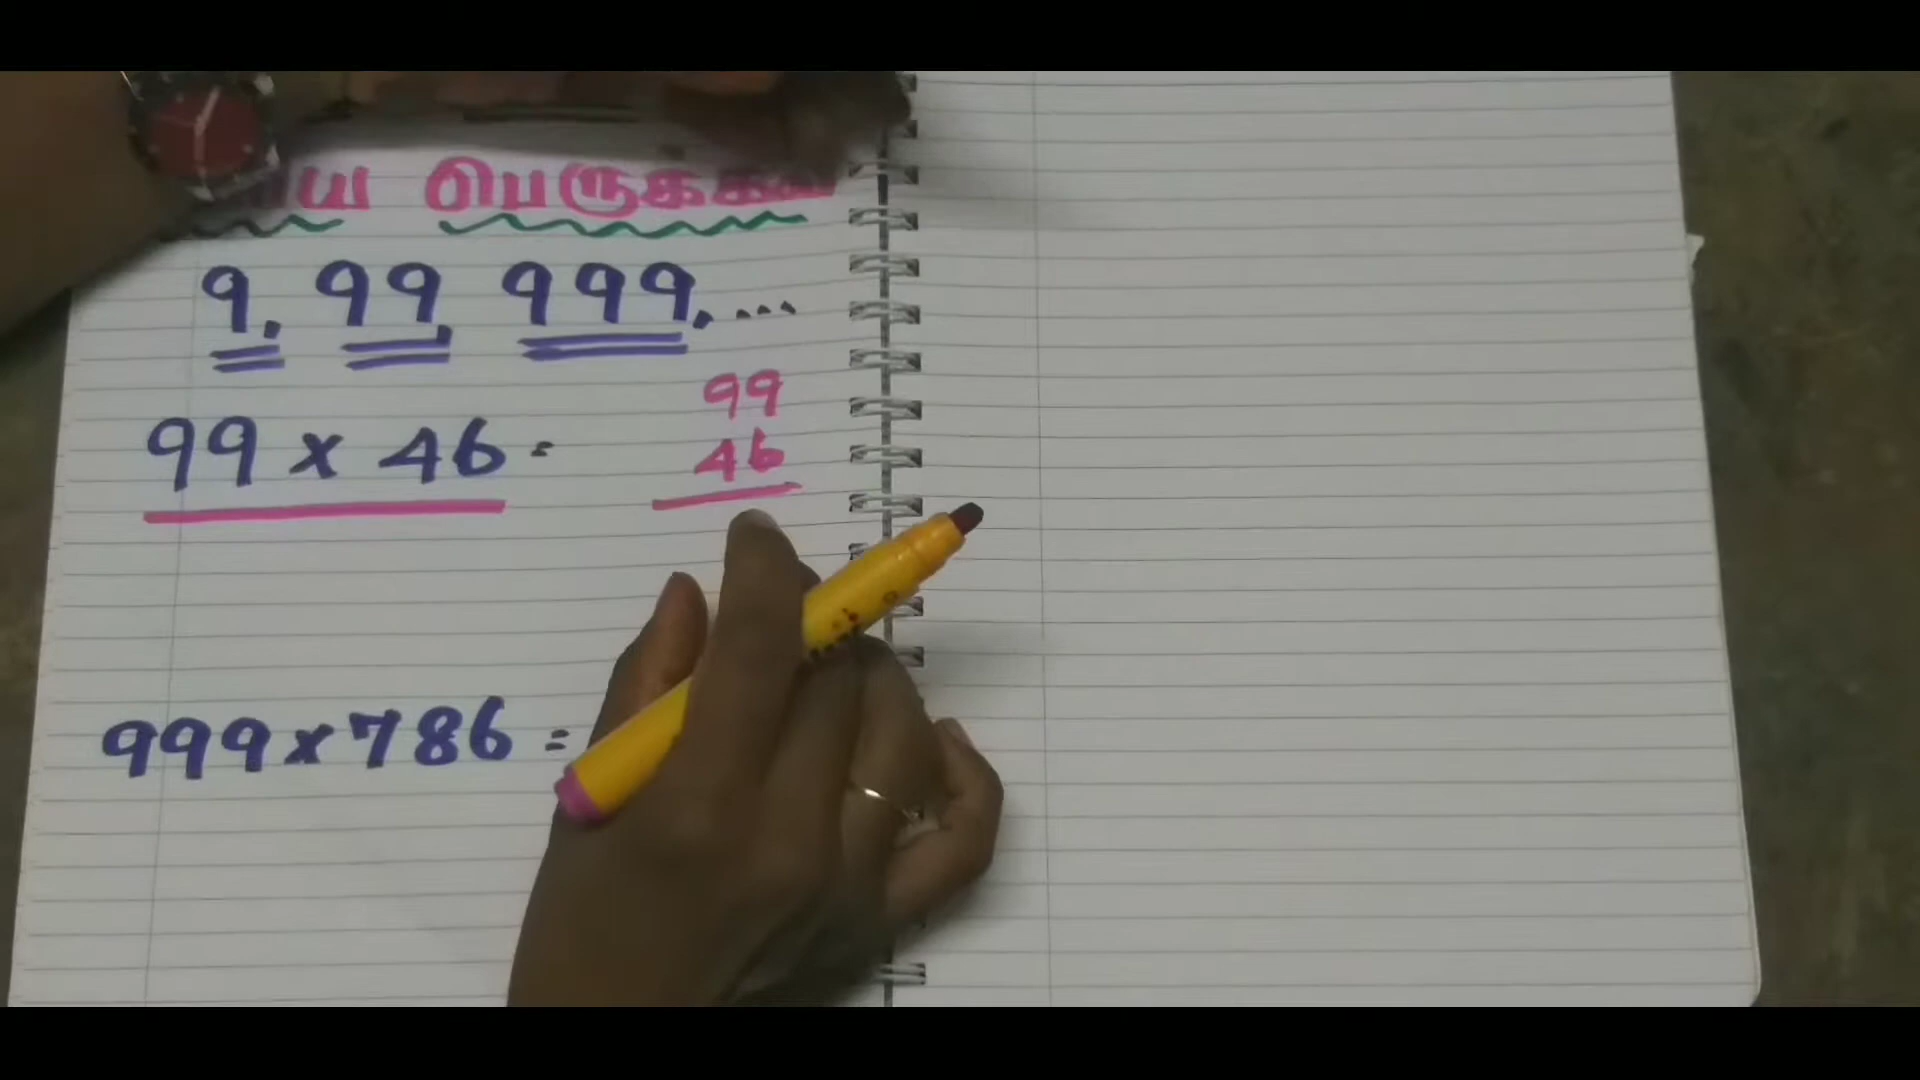 பெருக்கல்
9, 99, 999, ...
99 x 46 =
99
46
999 x 786 =